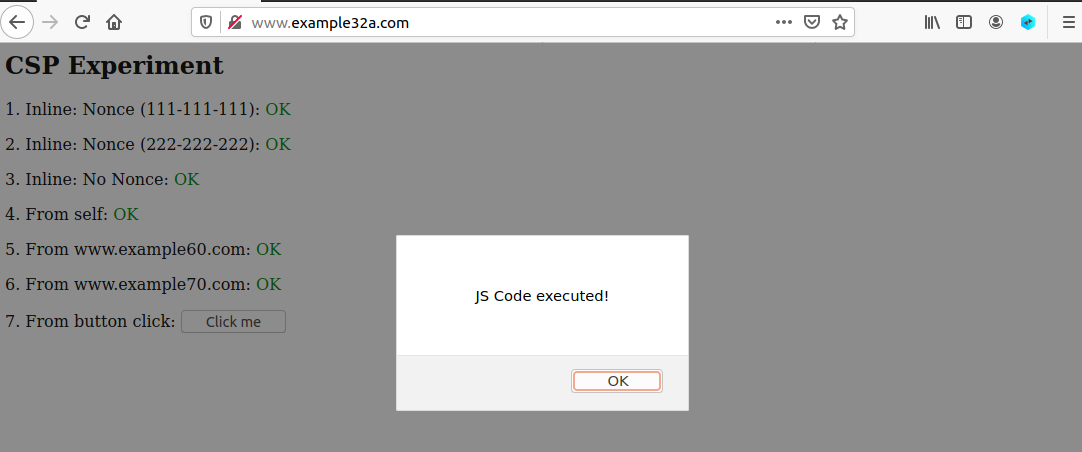 www.example32a.com
CSP Experiment
1. Inline: Nonce (111-111-111): OK
2. Inline: Nonce (222-222-222): OK
3. Inline: No Nonce: OK
4. From self: OK
5. From www.example60.com: OK
6. From www.example70.com: OK
7. From button click: Click me
JS Code executed!
OK